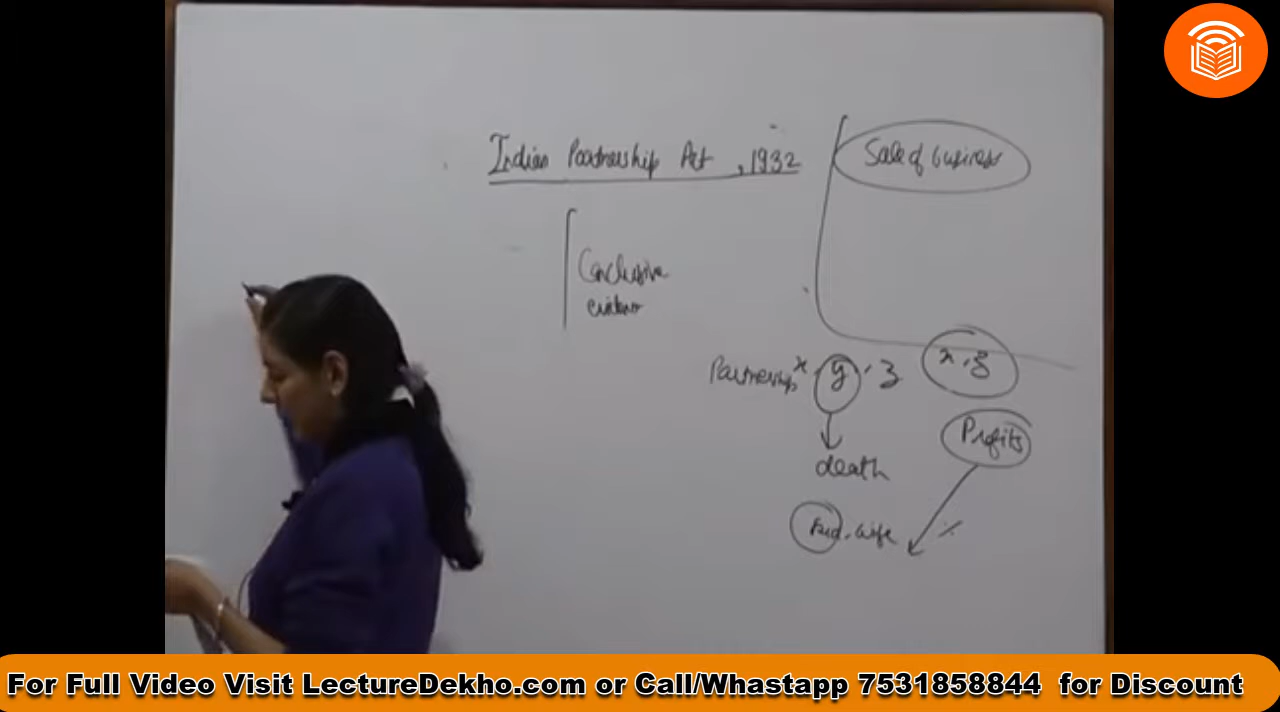 Indian Partnership Act, 1932
Sale of business
Conclusive
Partnership x, y, z
x, z
Profits
death
wife
%
For Full Video Visit LectureDekho.com or Call/Whastapp 7531858844 for Discount